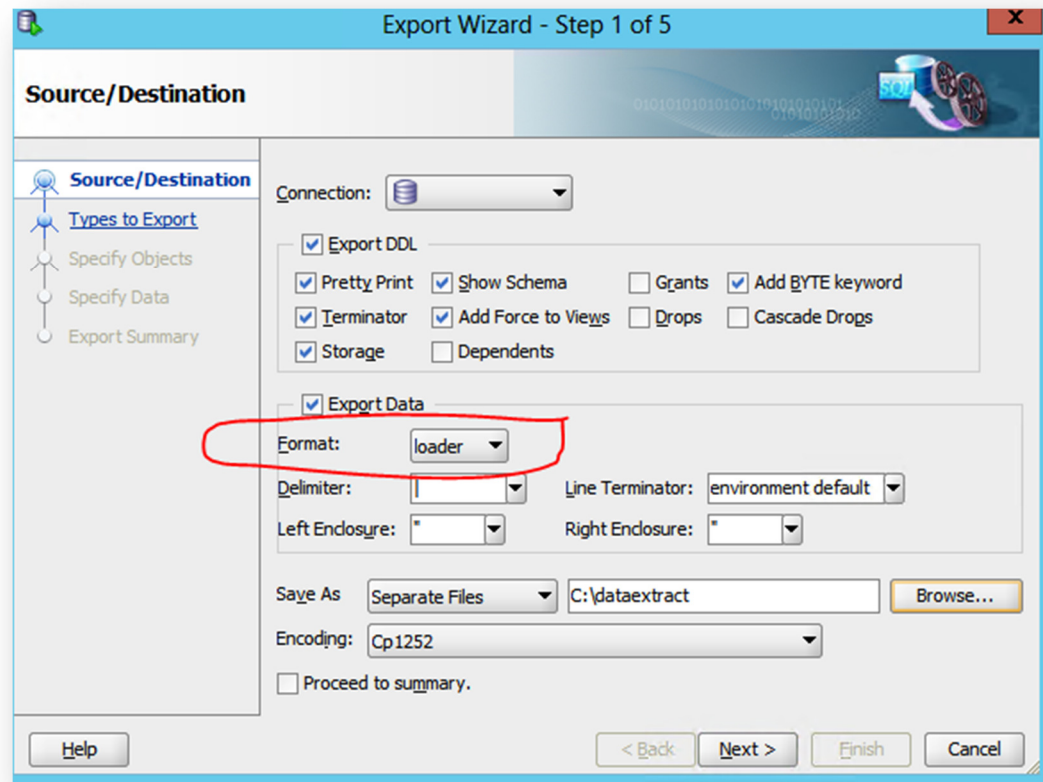 Export Wizard - Step 1 of 5
x
Source/Destination
0101010101010101010101010101
01010101010
SQL
Source/Destination
Types to Export
Specify Objects
Specify Data
Export Summary
Connection:
Export DDL
Pretty Print Show Schema Grants Add BYTE keyword
Terminator Add Force to Views Drops Cascade Drops
Storage Dependents
Export Data
Format: loader
Delimiter: | Line Terminator: environment default
Left Enclosure: " Right Enclosure: "
Save As Separate Files C:\dataextract Browse...
Encoding: Cp1252
Proceed to summary.
Help < Back Next > Finish Cancel